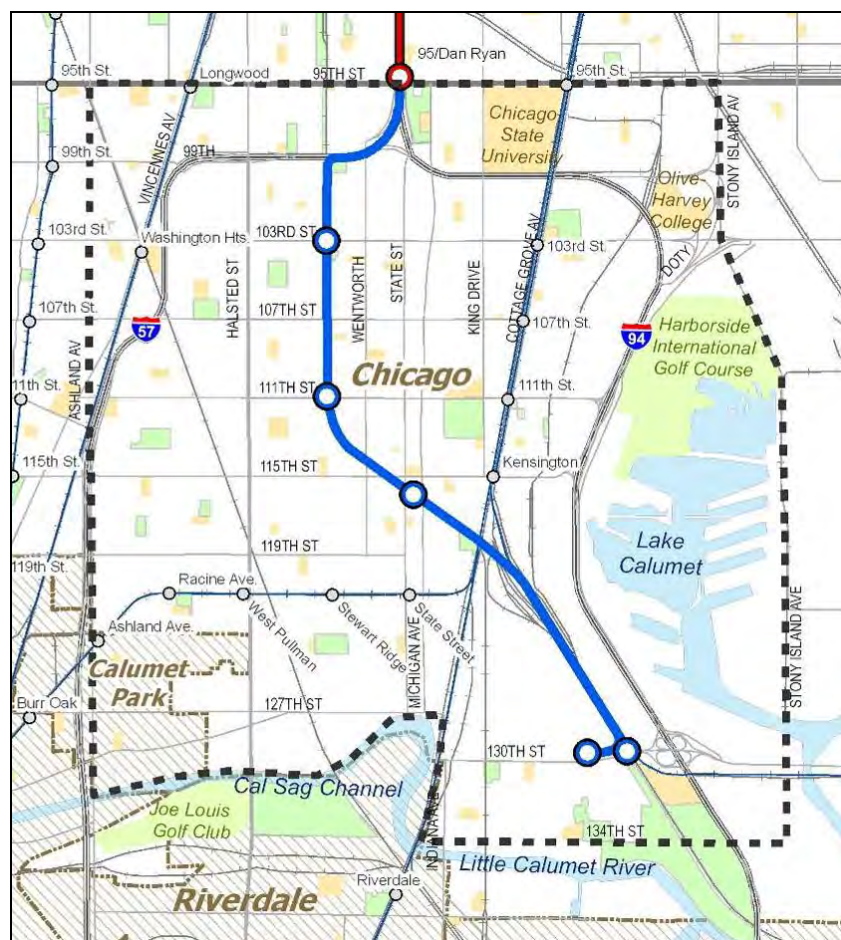 95/Dan Ryan
95th St.
Longwood
95TH ST
95th St.
VINCENNES AV
Chicago
State
University
STONY ISLAND AV
99th St.
99TH
Olive-
Harvey
College
103rd St.
Washington Hts.
103RD ST
103rd St.
HALSTED ST
WENTWORTH
STATE ST
KING DRIVE
COTTAGE GROVE AV
DOTY
107th St.
57
107TH ST
107th St.
94
Harborside
International
Golf Course
ASHLAND AV
Chicago
111th St.
111TH ST
111th St.
115th St.
115TH ST
Kensington
119th St.
119TH ST
Lake
Calumet
Racine Ave.
West Pullman
Stewart Ridge
State Street
MICHIGAN AVE
STONY ISLAND AVE
Ashland Ave.
Calumet
Park
Burr Oak
127TH ST
130TH ST
Cal Sag Channel
Joe Louis
Golf Club
134TH ST
Little Calumet River
Riverdale
Riverdale